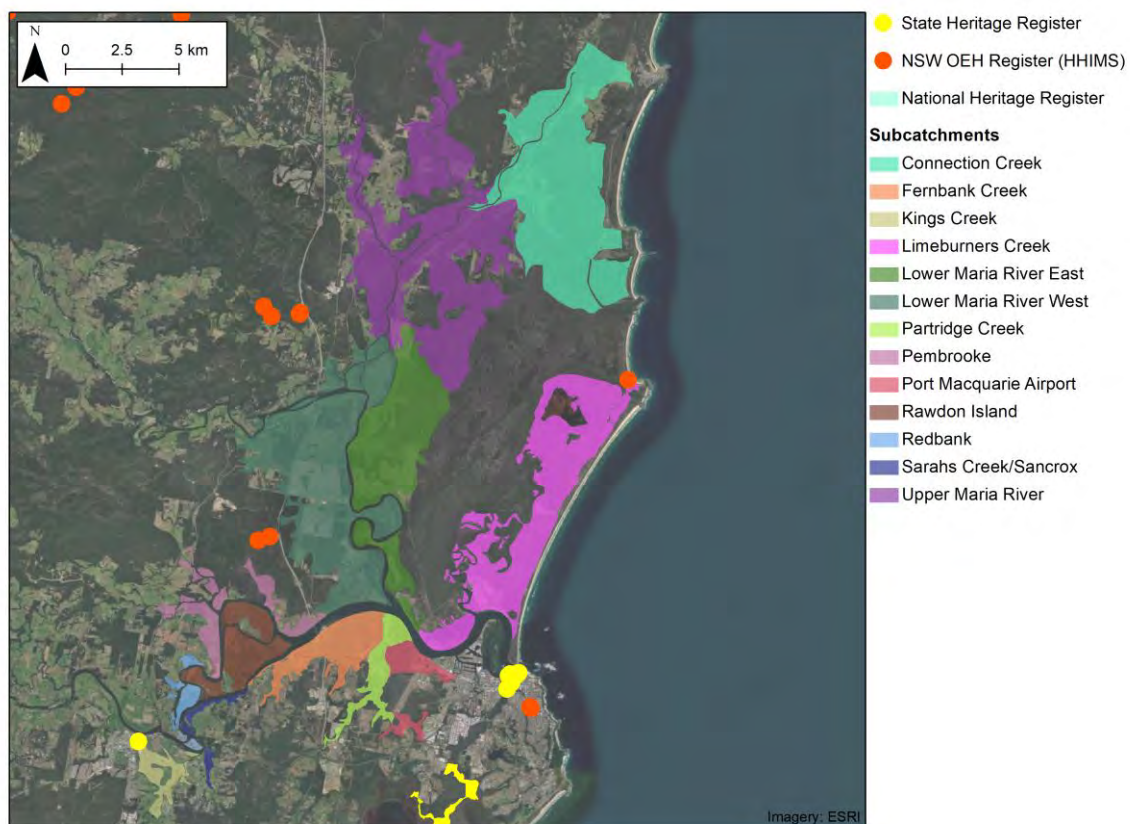 N
0 2.5 5 km
State Heritage Register
NSW OEH Register (HHIMS)
National Heritage Register
Subcatchments
Connection Creek
Fernbank Creek
Kings Creek
Limeburners Creek
Lower Maria River East
Lower Maria River West
Partridge Creek
Pembrooke
Port Macquarie Airport
Rawdon Island
Redbank
Sarahs Creek/Sancrox
Upper Maria River
Imagery: ESRI